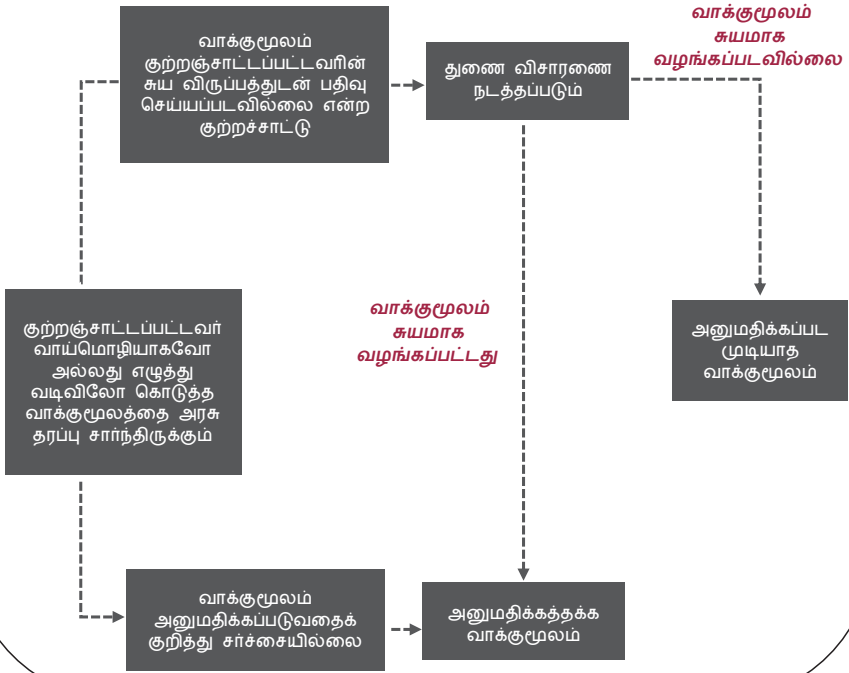 வாக்குமூலம்
சுயமாக
வழங்கப்படவில்லை
வாக்குமூலம்
குற்றஞ்சாட்டப்பட்டவரின்
சுய விருப்பத்துடன் பதிவு
செய்யப்படவில்லை என்ற
குற்றச்சாட்டு
துணை விசாரணை
நடத்தப்படும்
வாக்குமூலம்
சுயமாக
வழங்கப்பட்டது
குற்றஞ்சாட்டப்பட்டவர்
வாய்மொழியாகவோ
அல்லது எழுத்து
வடிவிலோ கொடுத்த
வாக்குமூலத்தை அரசு
தரப்பு சார்ந்திருக்கும்
அனுமதிக்கப்பட
முடியாத
வாக்குமூலம்
வாக்குமூலம்
அனுமதிக்கப்படுவதைக்
குறித்து சர்ச்சையில்லை
அனுமதிக்கத்தக்க
வாக்குமூலம்